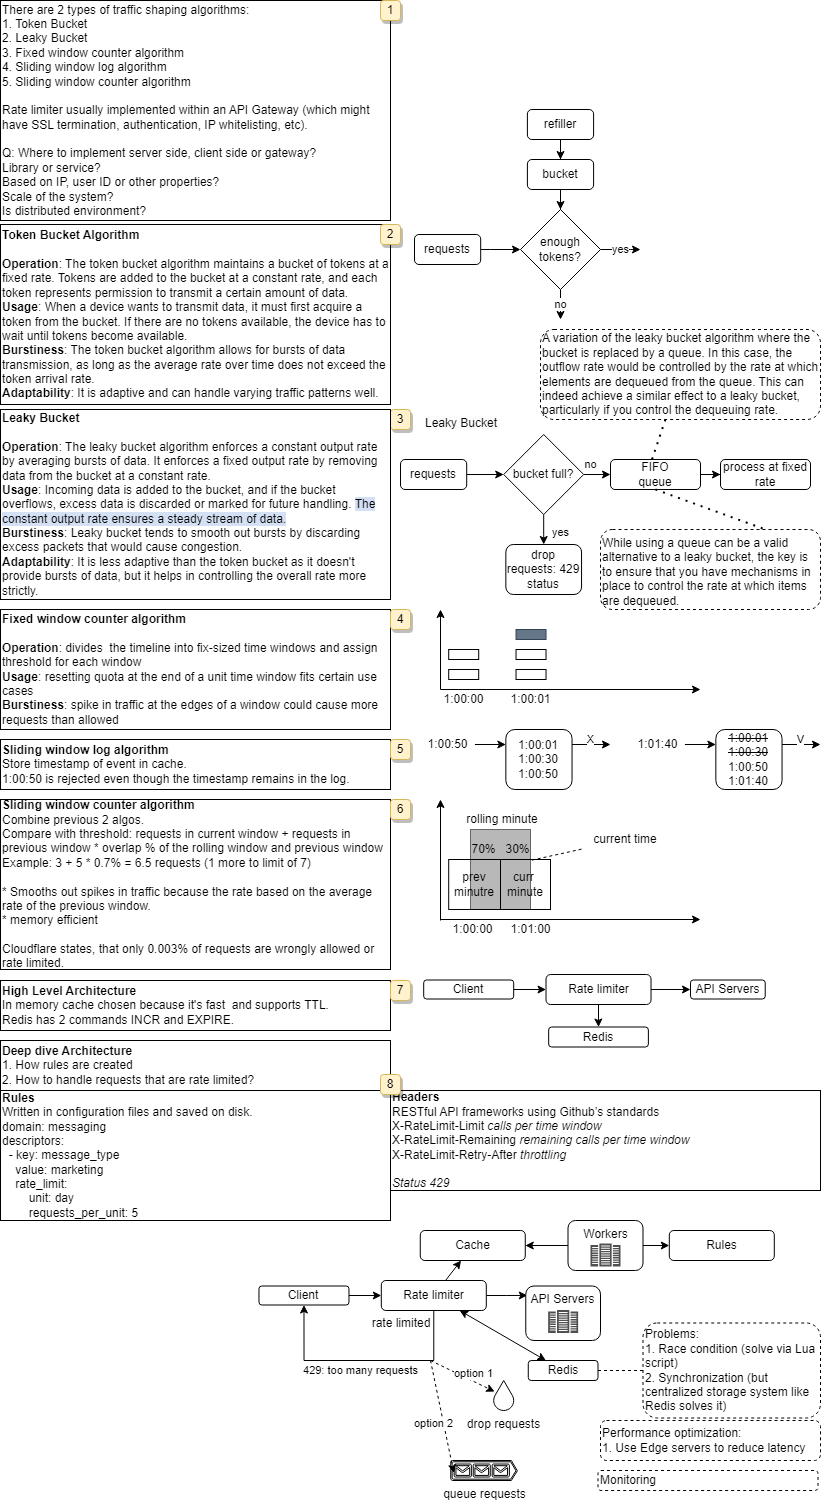 There are 2 types of traffic shaping algorithms:
1
1. Token Bucket
2. Leaky Bucket
3. Fixed window counter algorithm
4. Sliding window log algorithm
5. Sliding window counter algorithm
Rate limiter usually implemented within an API Gateway (which might
have SSL termination, authentication, IP whitelisting, etc).
Q: Where to implement server side, client side or gateway?
Library or service?
Based on IP, user ID or other properties?
Scale of the system?
Is distributed environment?
refiller
bucket
requests
enough
tokens?
yes
no
Token Bucket Algorithm
2
Operation: The token bucket algorithm maintains a bucket of tokens at a
fixed rate. Tokens are added to the bucket at a constant rate, and each
token represents permission to transmit a certain amount of data.
Usage: When a device wants to transmit data, it must first acquire a
token from the bucket. If there are no tokens available, the device has to
wait until tokens become available.
Burstiness: The token bucket algorithm allows for bursts of data
transmission, as long as the average rate over time does not exceed the
token arrival rate.
Adaptability: It is adaptive and can handle varying traffic patterns well.
A variation of the leaky bucket algorithm where the
bucket is replaced by a queue. In this case, the
outflow rate would be controlled by the rate at which
elements are dequeued from the queue. This can
indeed achieve a similar effect to a leaky bucket,
particularly if you control the dequeuing rate.
Leaky Bucket
3
Operation: The leaky bucket algorithm enforces a constant output rate
by averaging bursts of data. It enforces a fixed output rate by removing
data from the bucket at a constant rate.
Usage: Incoming data is added to the bucket, and if the bucket
overflows, excess data is discarded or marked for future handling. The
constant output rate ensures a steady stream of data.
Burstiness: Leaky bucket tends to smooth out bursts by discarding
excess packets that would cause congestion.
Adaptability: It is less adaptive than the token bucket as it doesn't
provide bursts of data, but it helps in controlling the overall rate more
strictly.
Leaky Bucket
requests
bucket full?
no
FIFO
queue
process at fixed
rate
yes
drop
requests: 429
status
While using a queue can be a valid
alternative to a leaky bucket, the key is
to ensure that you have mechanisms in
place to control the rate at which items
are dequeued.
Fixed window counter algorithm
4
Operation: divides  the timeline into fix-sized time windows and assign
threshold for each window
Usage: resetting quota at the end of a unit time window fits certain use
cases
Burstiness: spike in traffic at the edges of a window could cause more
requests than allowed
1:00:00
1:00:01
Sliding window log algorithm
5
Store timestamp of event in cache.
1:00:50 is rejected even though the timestamp remains in the log.
1:00:50
1:00:01
1:00:30
1:00:50
X
1:01:40
1:00:01
1:00:30
1:00:50
1:01:40
V
Sliding window counter algorithm
6
Combine previous 2 algos.
Compare with threshold: requests in current window + requests in
previous window * overlap % of the rolling window and previous window
Example: 3 + 5 * 0.7% = 6.5 requests (1 more to limit of 7)
* Smooths out spikes in traffic because the rate based on the average
rate of the previous window.
* memory efficient
Cloudflare states, that only 0.003% of requests are wrongly allowed or
rate limited.
rolling minute
70%
30%
current time
prev
minutre
curr
minute
1:00:00
1:01:00
High Level Architecture
7
In memory cache chosen because it's fast  and supports TTL.
Redis has 2 commands INCR and EXPIRE.
Client
Rate limiter
API Servers
Redis
Deep dive Architecture
1. How rules are created
2. How to handle requests that are rate limited?
8
Rules
Written in configuration files and saved on disk.
domain: messaging
descriptors:
- key: message_type
value: marketing
rate_limit:
unit: day
requests_per_unit: 5
Headers
RESTful API frameworks using Github's standards
X-RateLimit-Limit calls per time window
X-RateLimit-Remaining remaining calls per time window
X-RateLimit-Retry-After throttling
Status 429
Cache
Workers
Rules
Client
Rate limiter
API Servers
rate limited
429: too many requests
Redis
option 1
drop requests
option 2
queue requests
Problems:
1. Race condition (solve via Lua
script)
2. Synchronization (but
centralized storage system like
Redis solves it)
Performance optimization:
1. Use Edge servers to reduce latency
Monitoring